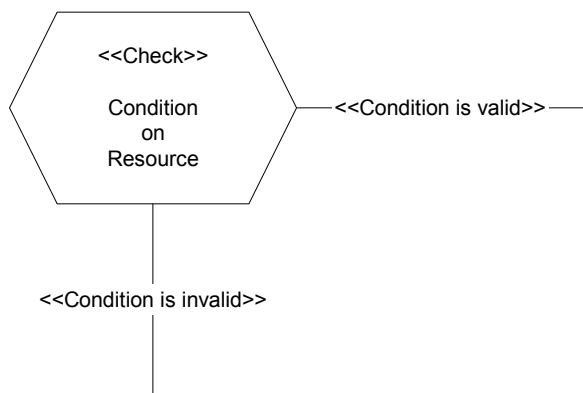 <<Check>>
Condition
on
Resource
<<Condition is valid>>
<<Condition is invalid>>